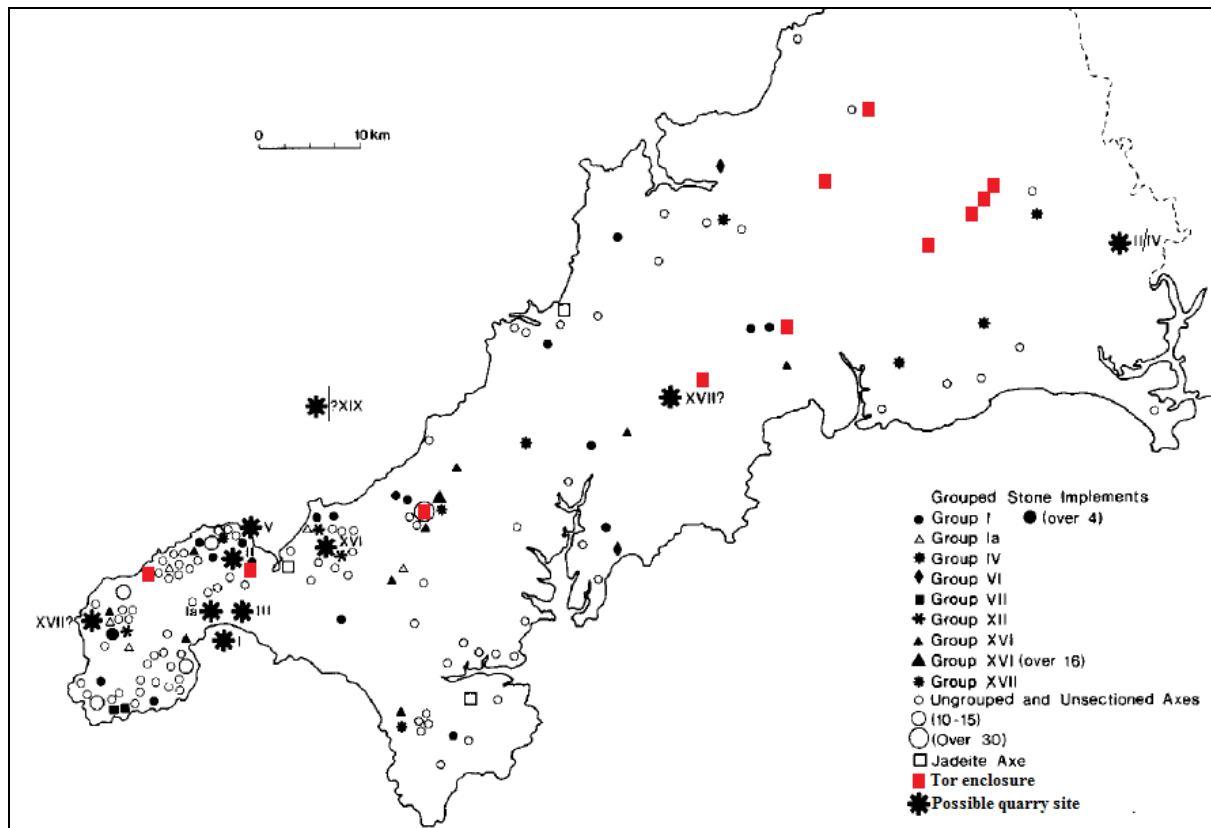 0 10 km
II/IV
?XIX
XVII?
V
XVI
II
Ia
III
XVII?
I
Grouped Stone Implements
Group I (over 4)
Group Ia
Group IV
Group VI
Group VII
Group XII
Group XVI
Group XVI (over 16)
Group XVII
Ungrouped and Unsectioned Axes
(10-15)
(Over 30)
Jadeite Axe
Tor enclosure
Possible quarry site